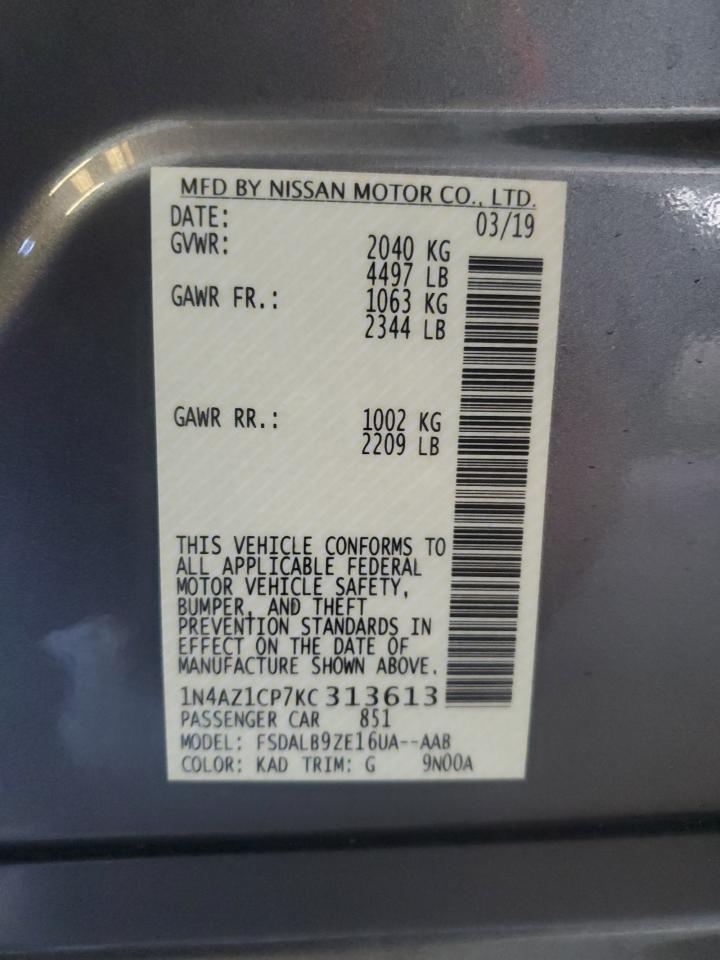 MFD BY NISSAN MOTOR CO., LTD.
DATE: 03/19
GVWR: 2040 KG
4497 LB
GAWR FR.: 1063 KG
2344 LB
GAWR RR.: 1002 KG
2209 LB
THIS VEHICLE CONFORMS TO
ALL APPLICABLE FEDERAL
MOTOR VEHICLE SAFETY,
BUMPER, AND THEFT
PREVENTION STANDARDS IN
EFFECT ON THE DATE OF
MANUFACTURE SHOWN ABOVE.
1N4AZ1CP7KC313613
PASSENGER CAR 851
MODEL: FSDALB9ZE16UA--AAB
COLOR: KAD TRIM: G 9N00A